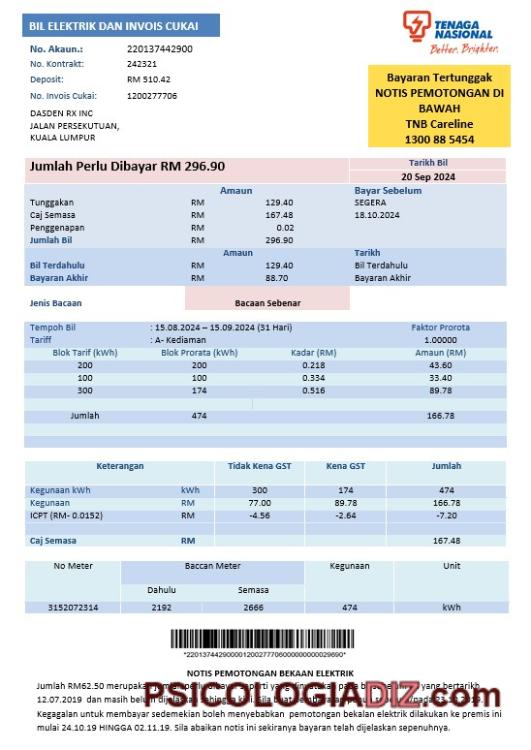 BIL ELEKTRIK DAN INVOIS CUKAI
TENAGA
NASIONAL
Better. Brighter.
No. Akaun.: 220137442900
No. Kontrakt: 242321
Deposit: RM 510.42
No. Invois Cukai: 1200277706
DASDEN RX INC
JALAN PERSEKUTUAN,
KUALA LUMPUR
Bayaran Tertunggak
NOTIS PEMOTONGAN DI
BAWAH
TNB Careline
1300 88 5454
Jumlah Perlu Dibayar RM 296.90
Tarikh Bil
20 Sep 2024
Amaun Bayar Sebelum
Tunggakan RM 129.40 SEGERA
Caj Semasa RM 167.48 18.10.2024
Penggenapan RM 0.02
Jumlah Bil RM 296.90
Amaun Tarikh
Bil Terdahulu RM 129.40 Bil Terdahulu
Bayaran Akhir RM 88.70 Bayaran Akhir
Jenis Bacaan Bacaan Sebenar
Tempoh Bil : 15.08.2024 – 15.09.2024 (31 Hari) Faktor Prorota
Tariff : A- Kediaman 1.00000
Blok Tarif (kWh) Blok Prorata (kWh) Kadar (RM) Amaun (RM)
200 200 0.218 43.60
100 100 0.334 33.40
300 174 0.516 89.78
Jumlah 474 166.78
Keterangan Tidak Kena GST Kena GST Jumlah
Kegunaan kWh kWh 300 174 474
Kegunaan RM 77.00 89.78 166.78
ICPT (RM- 0.0152) RM -4.56 -2.64 -7.20
Caj Semasa RM 167.48
No Meter Baccan Meter Kegunaan Unit
Dahulu Semasa
3152072314 2192 2666 474 kWh
NOTIS PEMOTONGAN BEKAAN ELEKTRIK
Jumlah RM62.50 merupakan yang bertarikh
12.07.2019 dan masih
PSCOLOGADIZ.com
Kegagalan untuk membayar sedemekian boleh menyebabkan pemotongan bekalan elektrik dilakukan ke premis ini
mulai 24.10.19 HINGGA 02.11.19. Sila abaikan notis ini sekiranya bayaran telah dijelaskan sepenuhnya.